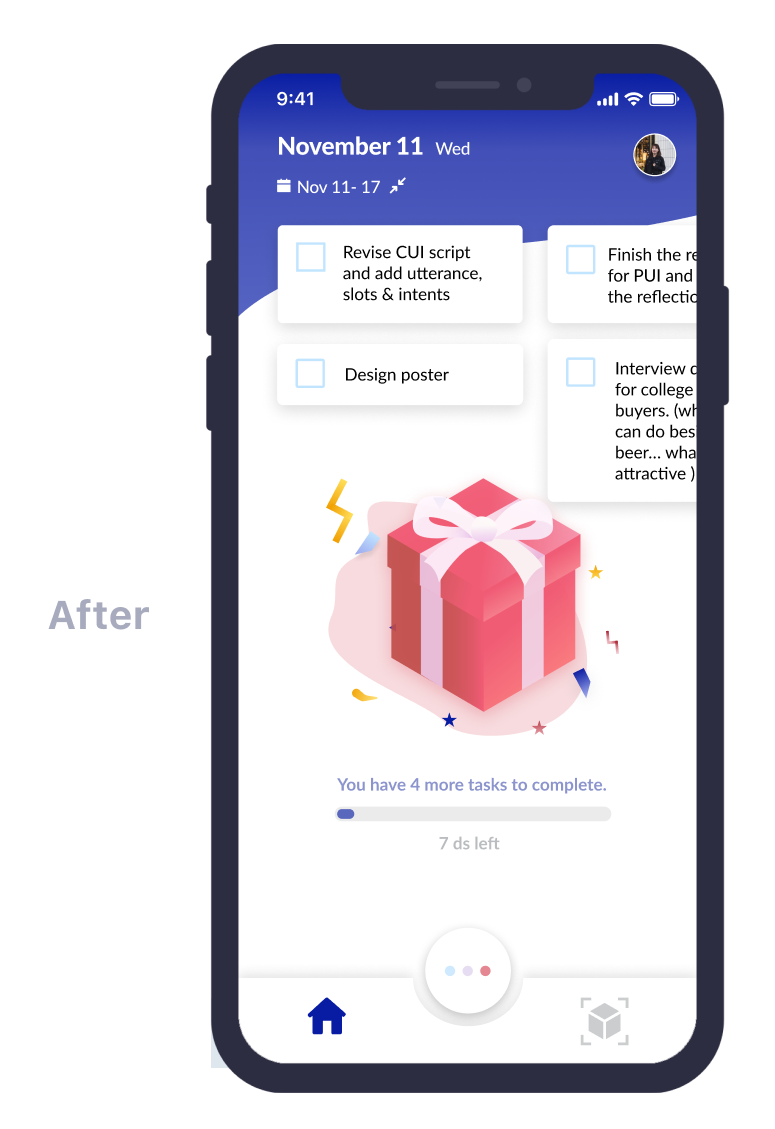 9:41
November 11 Wed
Nov 11- 17
Revise CUI script
and add utterance,
slots & intents
Finish the re
for PUI and
the reflectio
Design poster
Interview
for college
buyers. (wh
can do bes
beer... wha
attractive )
After
You have 4 more tasks to complete.
7 ds left